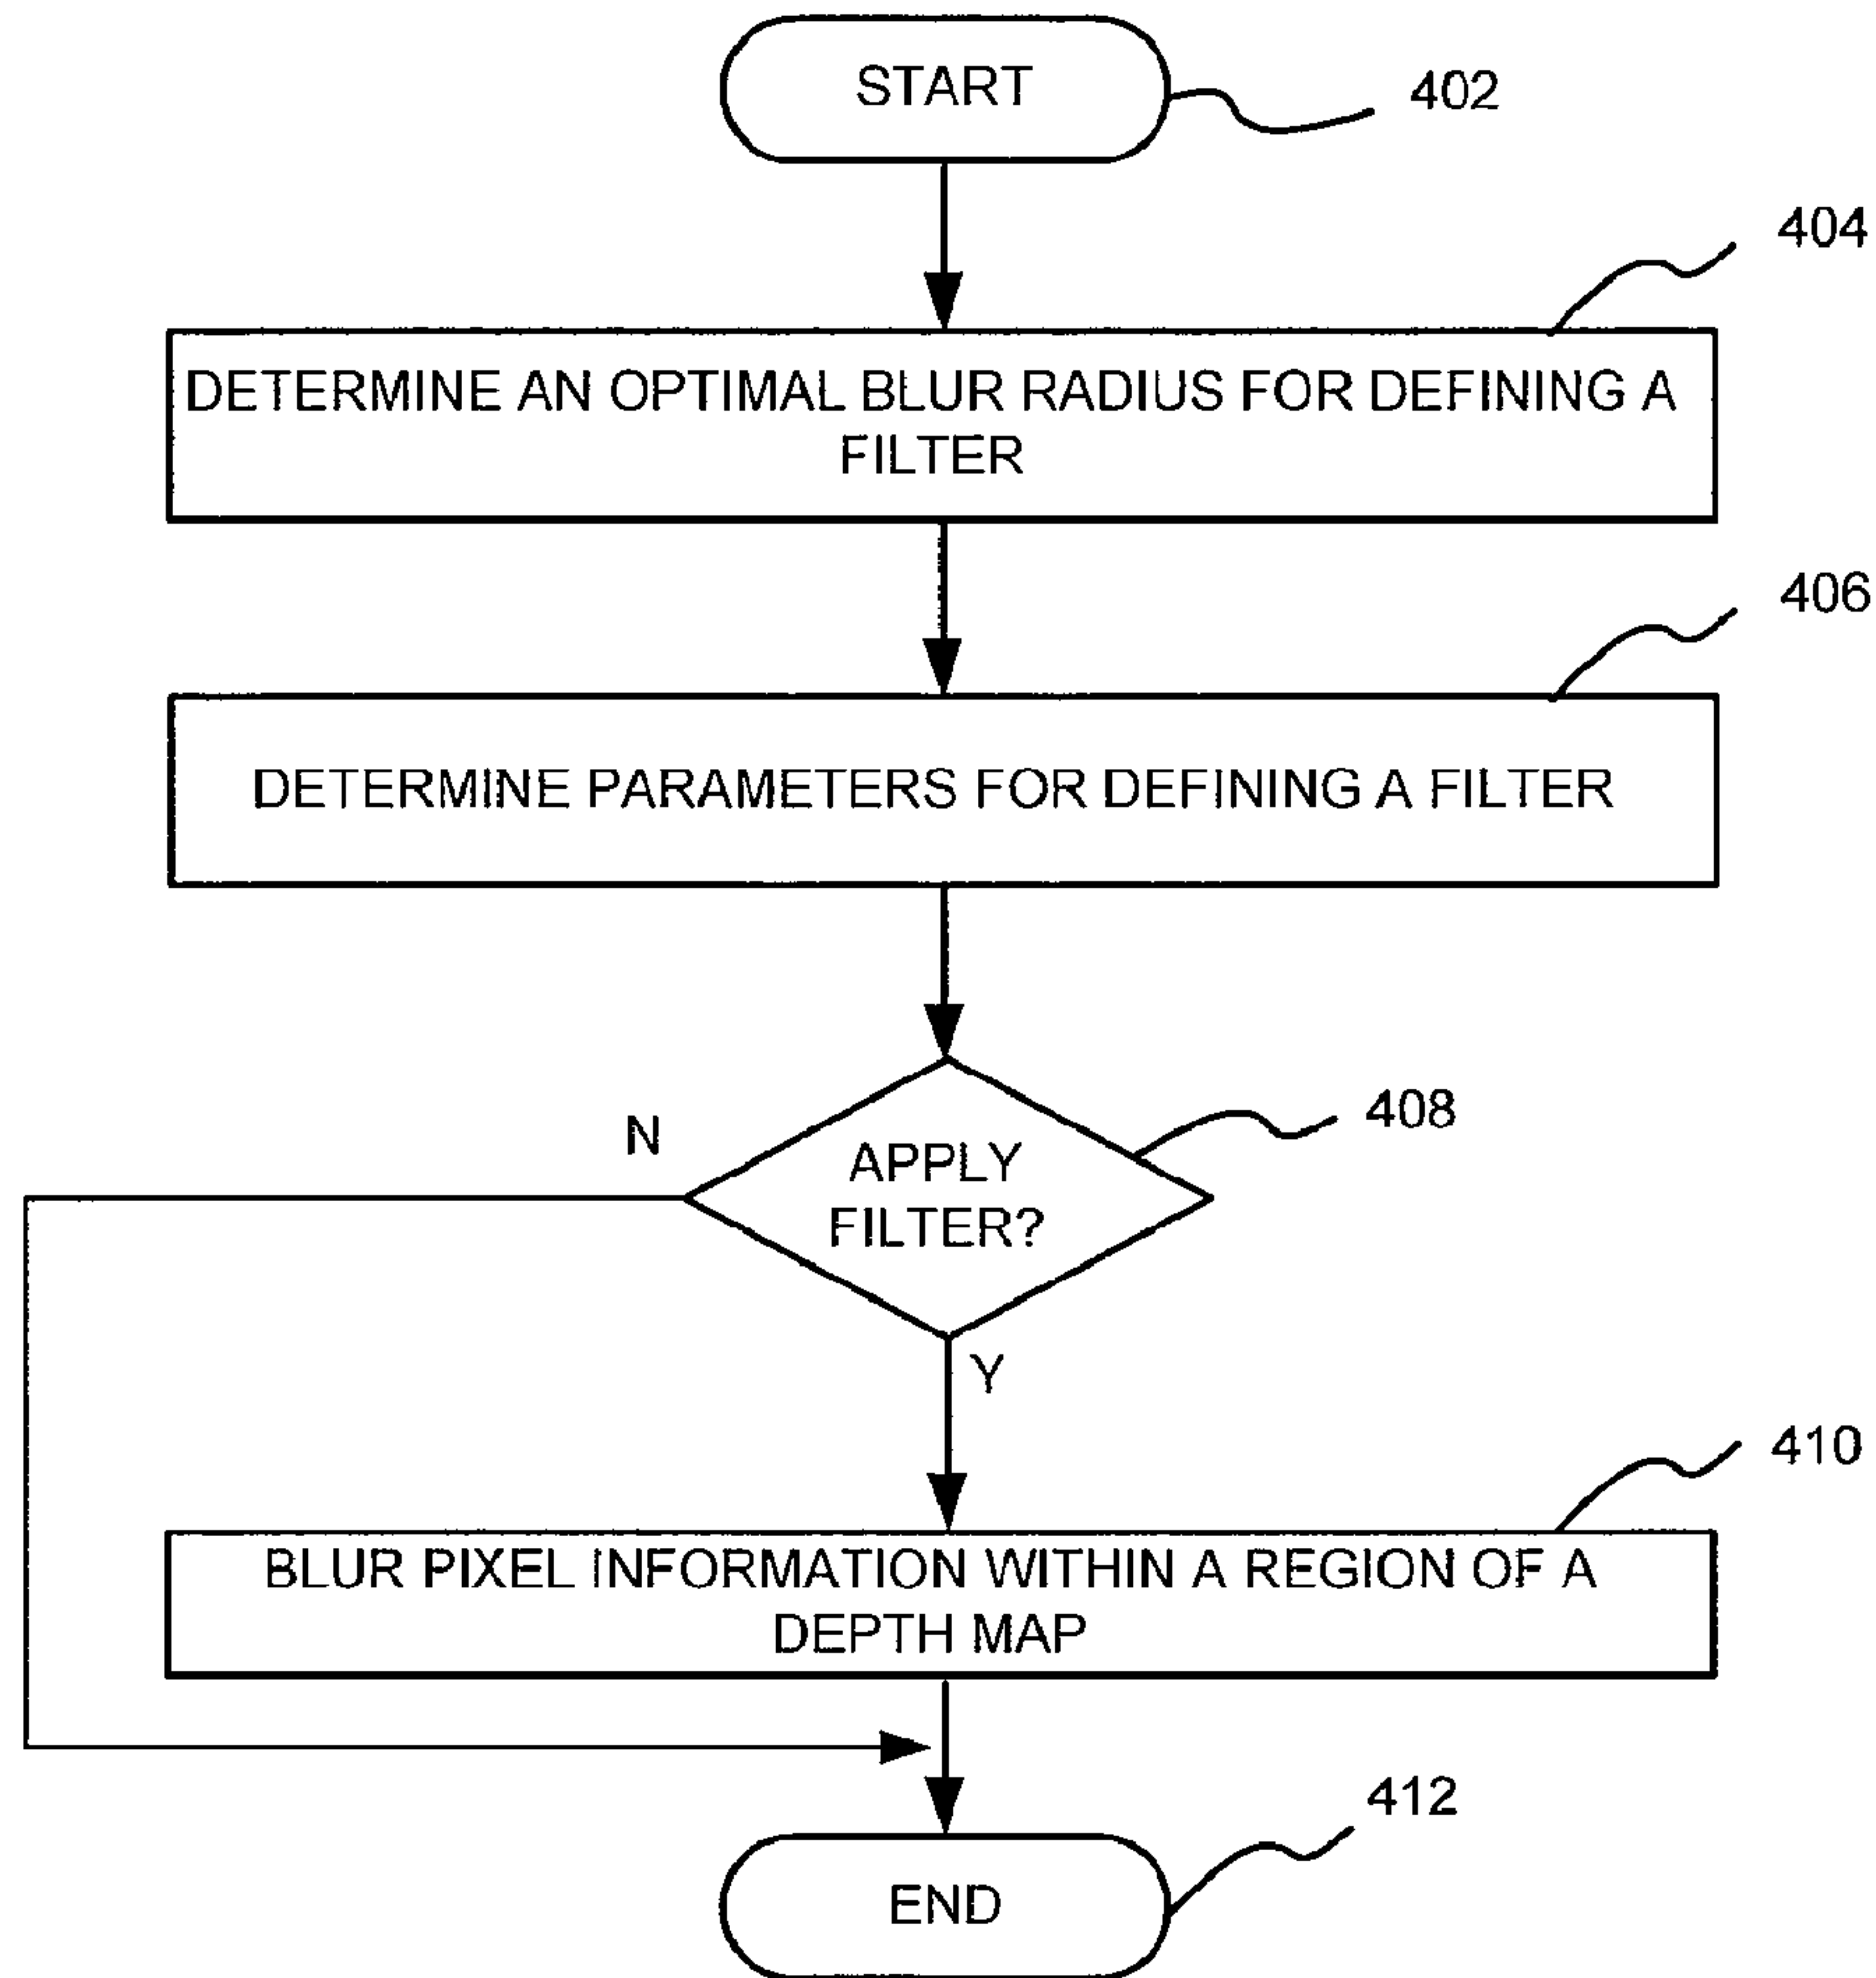 START
402
404
DETERMINE AN OPTIMAL BLUR RADIUS FOR DEFINING A
FILTER
406
DETERMINE PARAMETERS FOR DEFINING A FILTER
408
N
APPLY
FILTER?
Y
410
BLUR PIXEL INFORMATION WITHIN A REGION OF A
DEPTH MAP
412
END